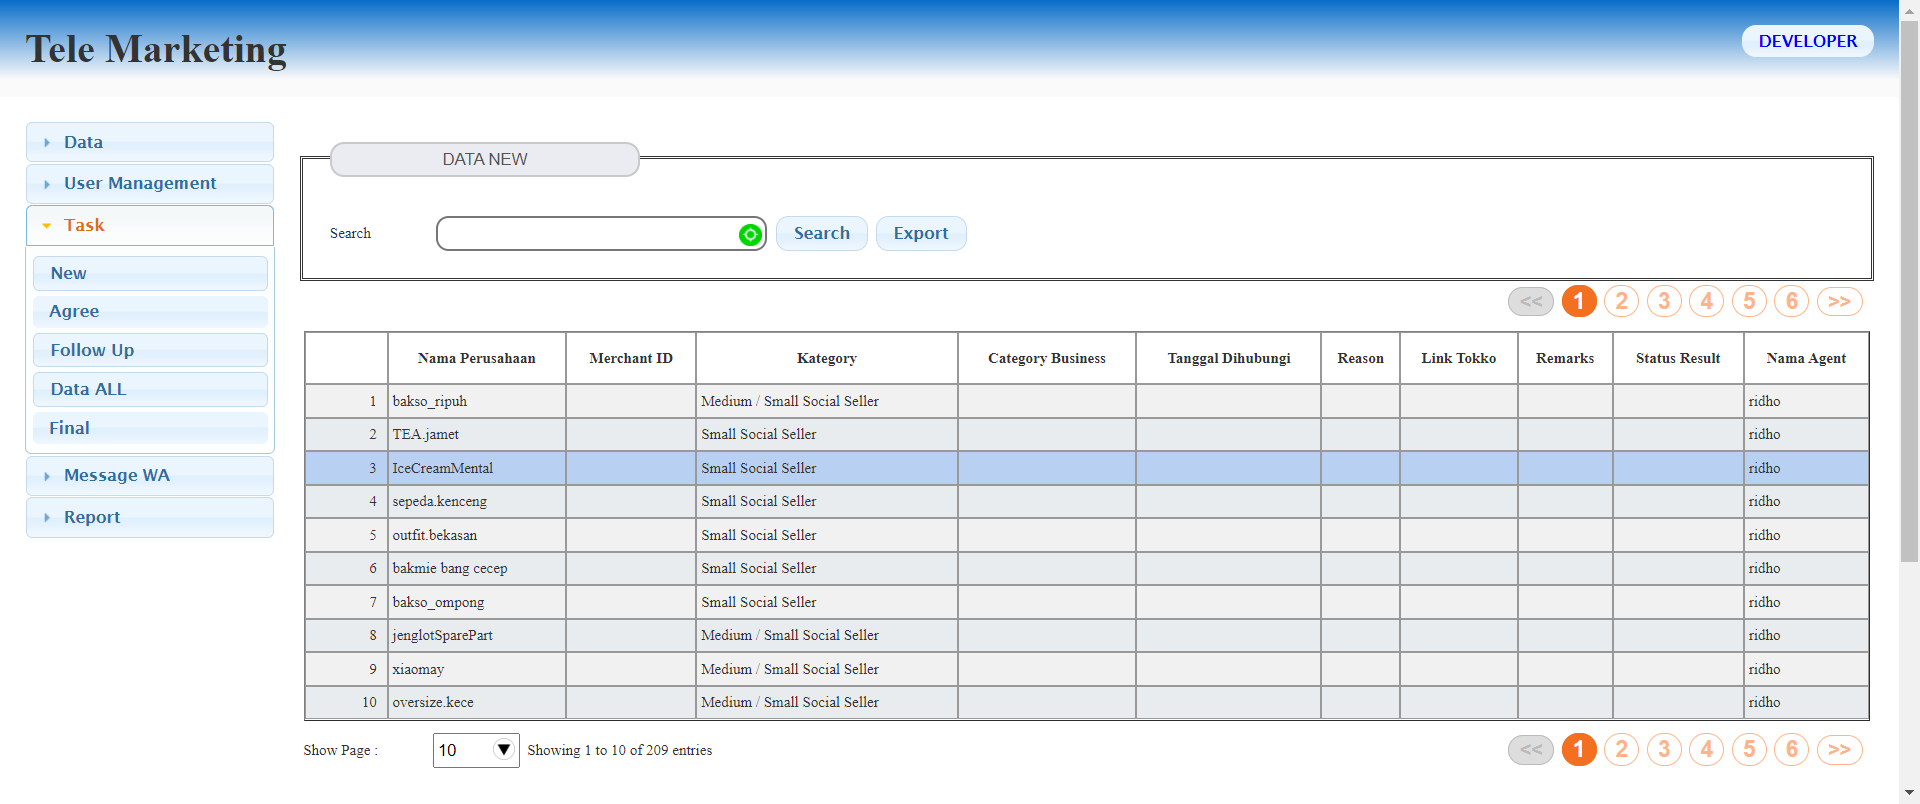 Tele Marketing
DEVELOPER
Data
User Management
Task
New
Agree
Follow Up
Data ALL
Final
Message WA
Report
DATA NEW
Search
Search
Export
<< 1 2 3 4 5 6 >>
Nama Perusahaan Merchant ID Kategory Category Business Tanggal Dihubungi Reason Link Tokko Remarks Status Result Nama Agent
1 bakso_ripuh Medium / Small Social Seller ridho
2 TEA.jamet Small Social Seller ridho
3 IceCreamMental Small Social Seller ridho
4 sepeda.kenceng Small Social Seller ridho
5 outfit.bekasan Small Social Seller ridho
6 bakmie bang cecep Small Social Seller ridho
7 bakso_ompong Small Social Seller ridho
8 jenglotSparePart Medium / Small Social Seller ridho
9 xiaomay Medium / Small Social Seller ridho
10 oversize.kece Medium / Small Social Seller ridho
Show Page : 10 Showing 1 to 10 of 209 entries
<< 1 2 3 4 5 6 >>